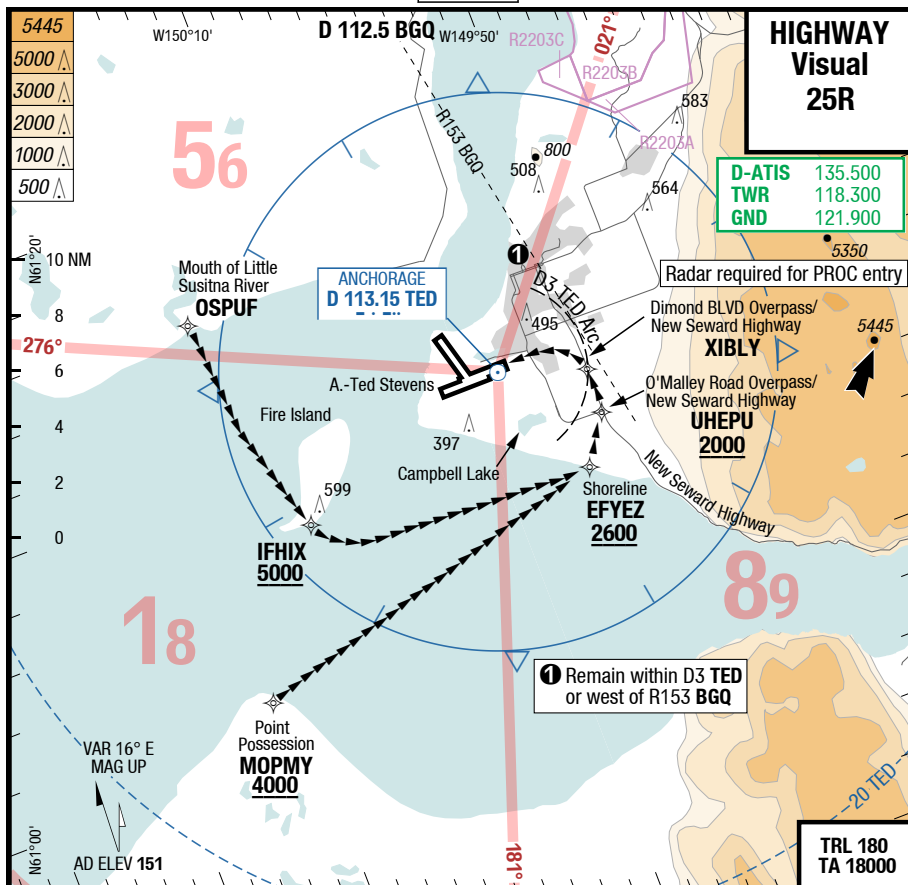 5445
5000
3000
2000
1000
500
W150°10'
D 112.5 BGQ
W149°50'
021°
R2203C
R2203B
R2203A
HIGHWAY
Visual
25R
D-ATIS 135.500
TWR 118.300
GND 121.900
56
R153 BGQ
800
508
583
564
5350
Radar required for PROC entry
N61°20'
10 NM
8
6
4
2
0
Mouth of Little
Susitna River
OSPUF
ANCHORAGE
D 113.15 TED
1
D3 TED Arc
495
Dimond BLVD Overpass/
New Seward Highway
XIBLY
5445
276°
A.-Ted Stevens
O'Malley Road Overpass/
New Seward Highway
UHEPU
2000
Fire Island
397
Campbell Lake
New Seward Highway
599
Shoreline
EFYEZ
2600
IFHIX
5000
89
18
1 Remain within D3 TED
or west of R153 BGQ
Point
Possession
MOPMY
4000
VAR 16° E
MAG UP
20 TED
181°
N61°00'
AD ELEV 151
TRL 180
TA 18000